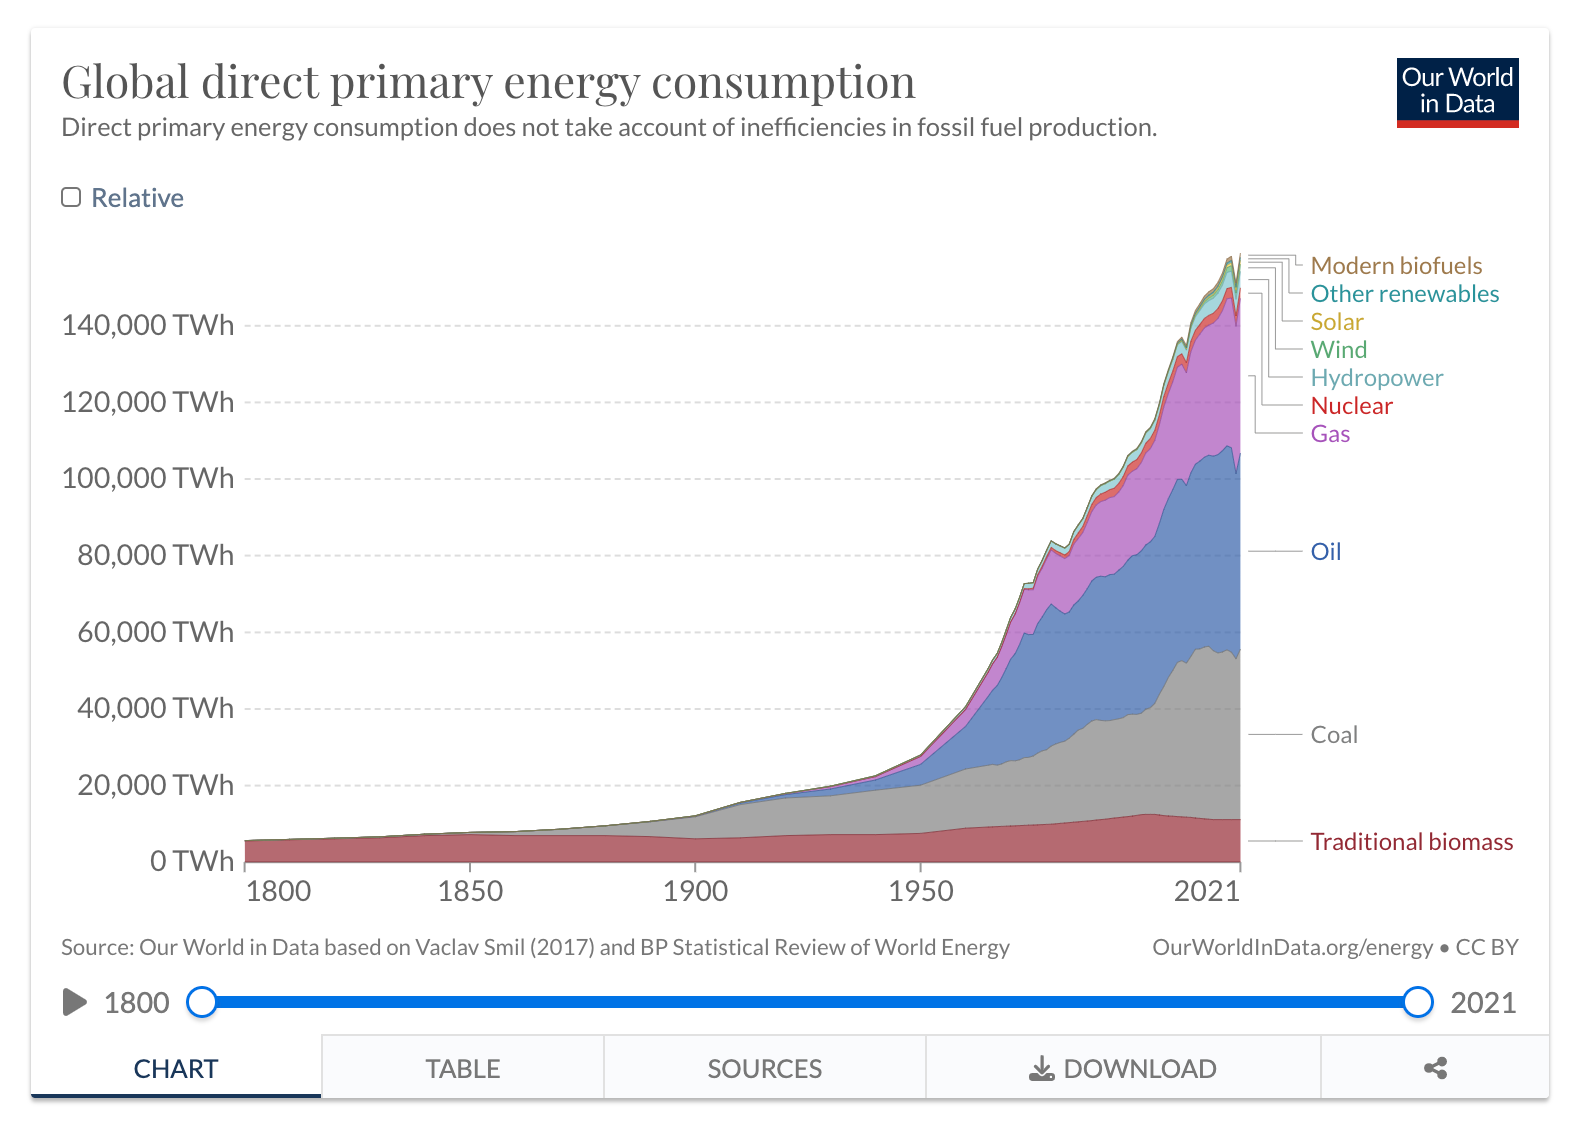 Global direct primary energy consumption
Our World
in Data
Direct primary energy consumption does not take account of inefficiencies in fossil fuel production.
Relative
Modern biofuels
Other renewables
Solar
Wind
Hydropower
Nuclear
Gas
Oil
Coal
Traditional biomass
140,000 TWh
120,000 TWh
100,000 TWh
80,000 TWh
60,000 TWh
40,000 TWh
20,000 TWh
0 TWh
1800 1850 1900 1950 2021
Source: Our World in Data based on Vaclav Smil (2017) and BP Statistical Review of World Energy
OurWorldInData.org/energy • CC BY
1800 2021
CHART TABLE SOURCES DOWNLOAD